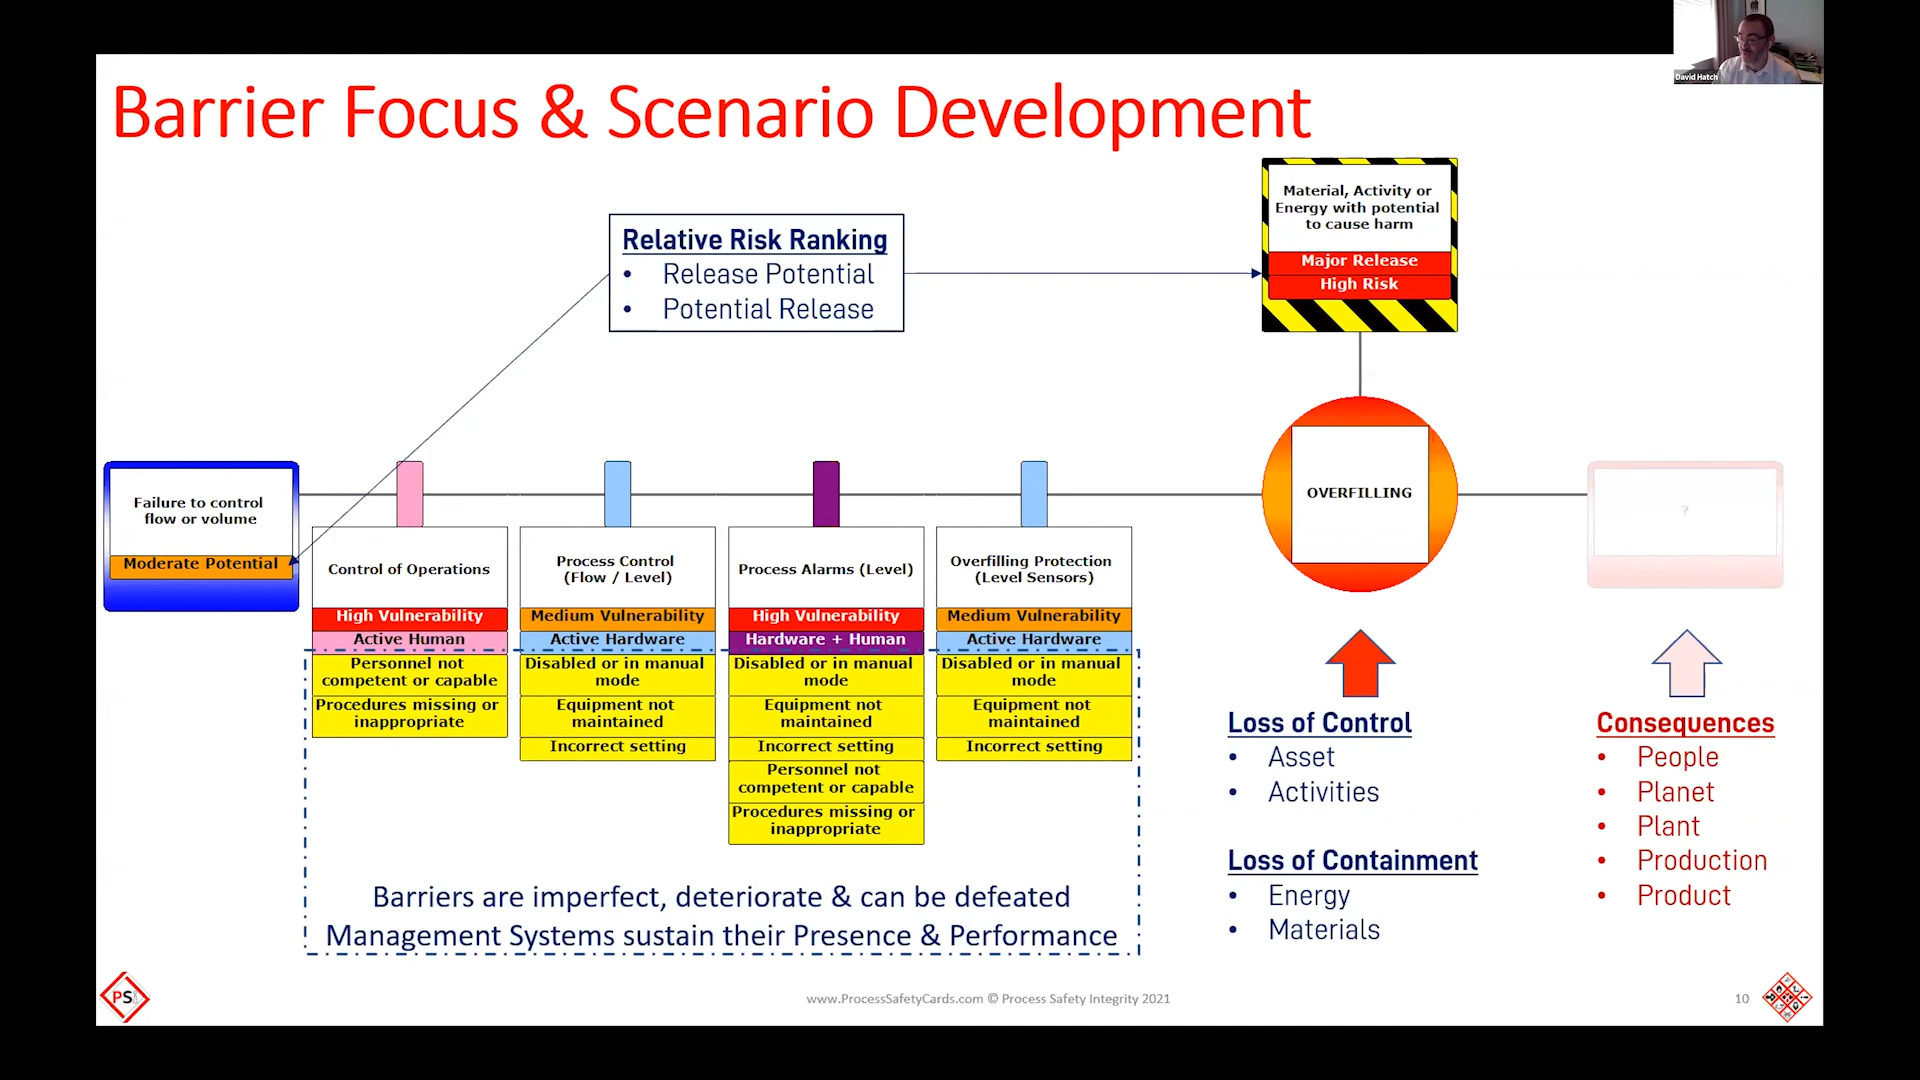 David Hatch
Barrier Focus & Scenario Development
Material, Activity or
Energy with potential
to cause harm
Major Release
High Risk
Relative Risk Ranking
• Release Potential
• Potential Release
Failure to control
flow or volume
Moderate Potential
Control of Operations
High Vulnerability
Active Human
Personnel not
competent or capable
Procedures missing or
inappropriate
Process Control
(Flow / Level)
Medium Vulnerability
Active Hardware
Disabled or in manual
mode
Equipment not
maintained
Incorrect setting
Process Alarms (Level)
High Vulnerability
Hardware + Human
Disabled or in manual
mode
Equipment not
maintained
Incorrect setting
Personnel not
competent or capable
Procedures missing or
inappropriate
Overfilling Protection
(Level Sensors)
Medium Vulnerability
Active Hardware
Disabled or in manual
mode
Equipment not
maintained
Incorrect setting
OVERFILLING
?
Barriers are imperfect, deteriorate & can be defeated
Management Systems sustain their Presence & Performance
Loss of Control
• Asset
• Activities
Loss of Containment
• Energy
• Materials
Consequences
• People
• Planet
• Plant
• Production
• Product
PSi
www.ProcessSafetyCards.com © Process Safety Integrity 2021
10